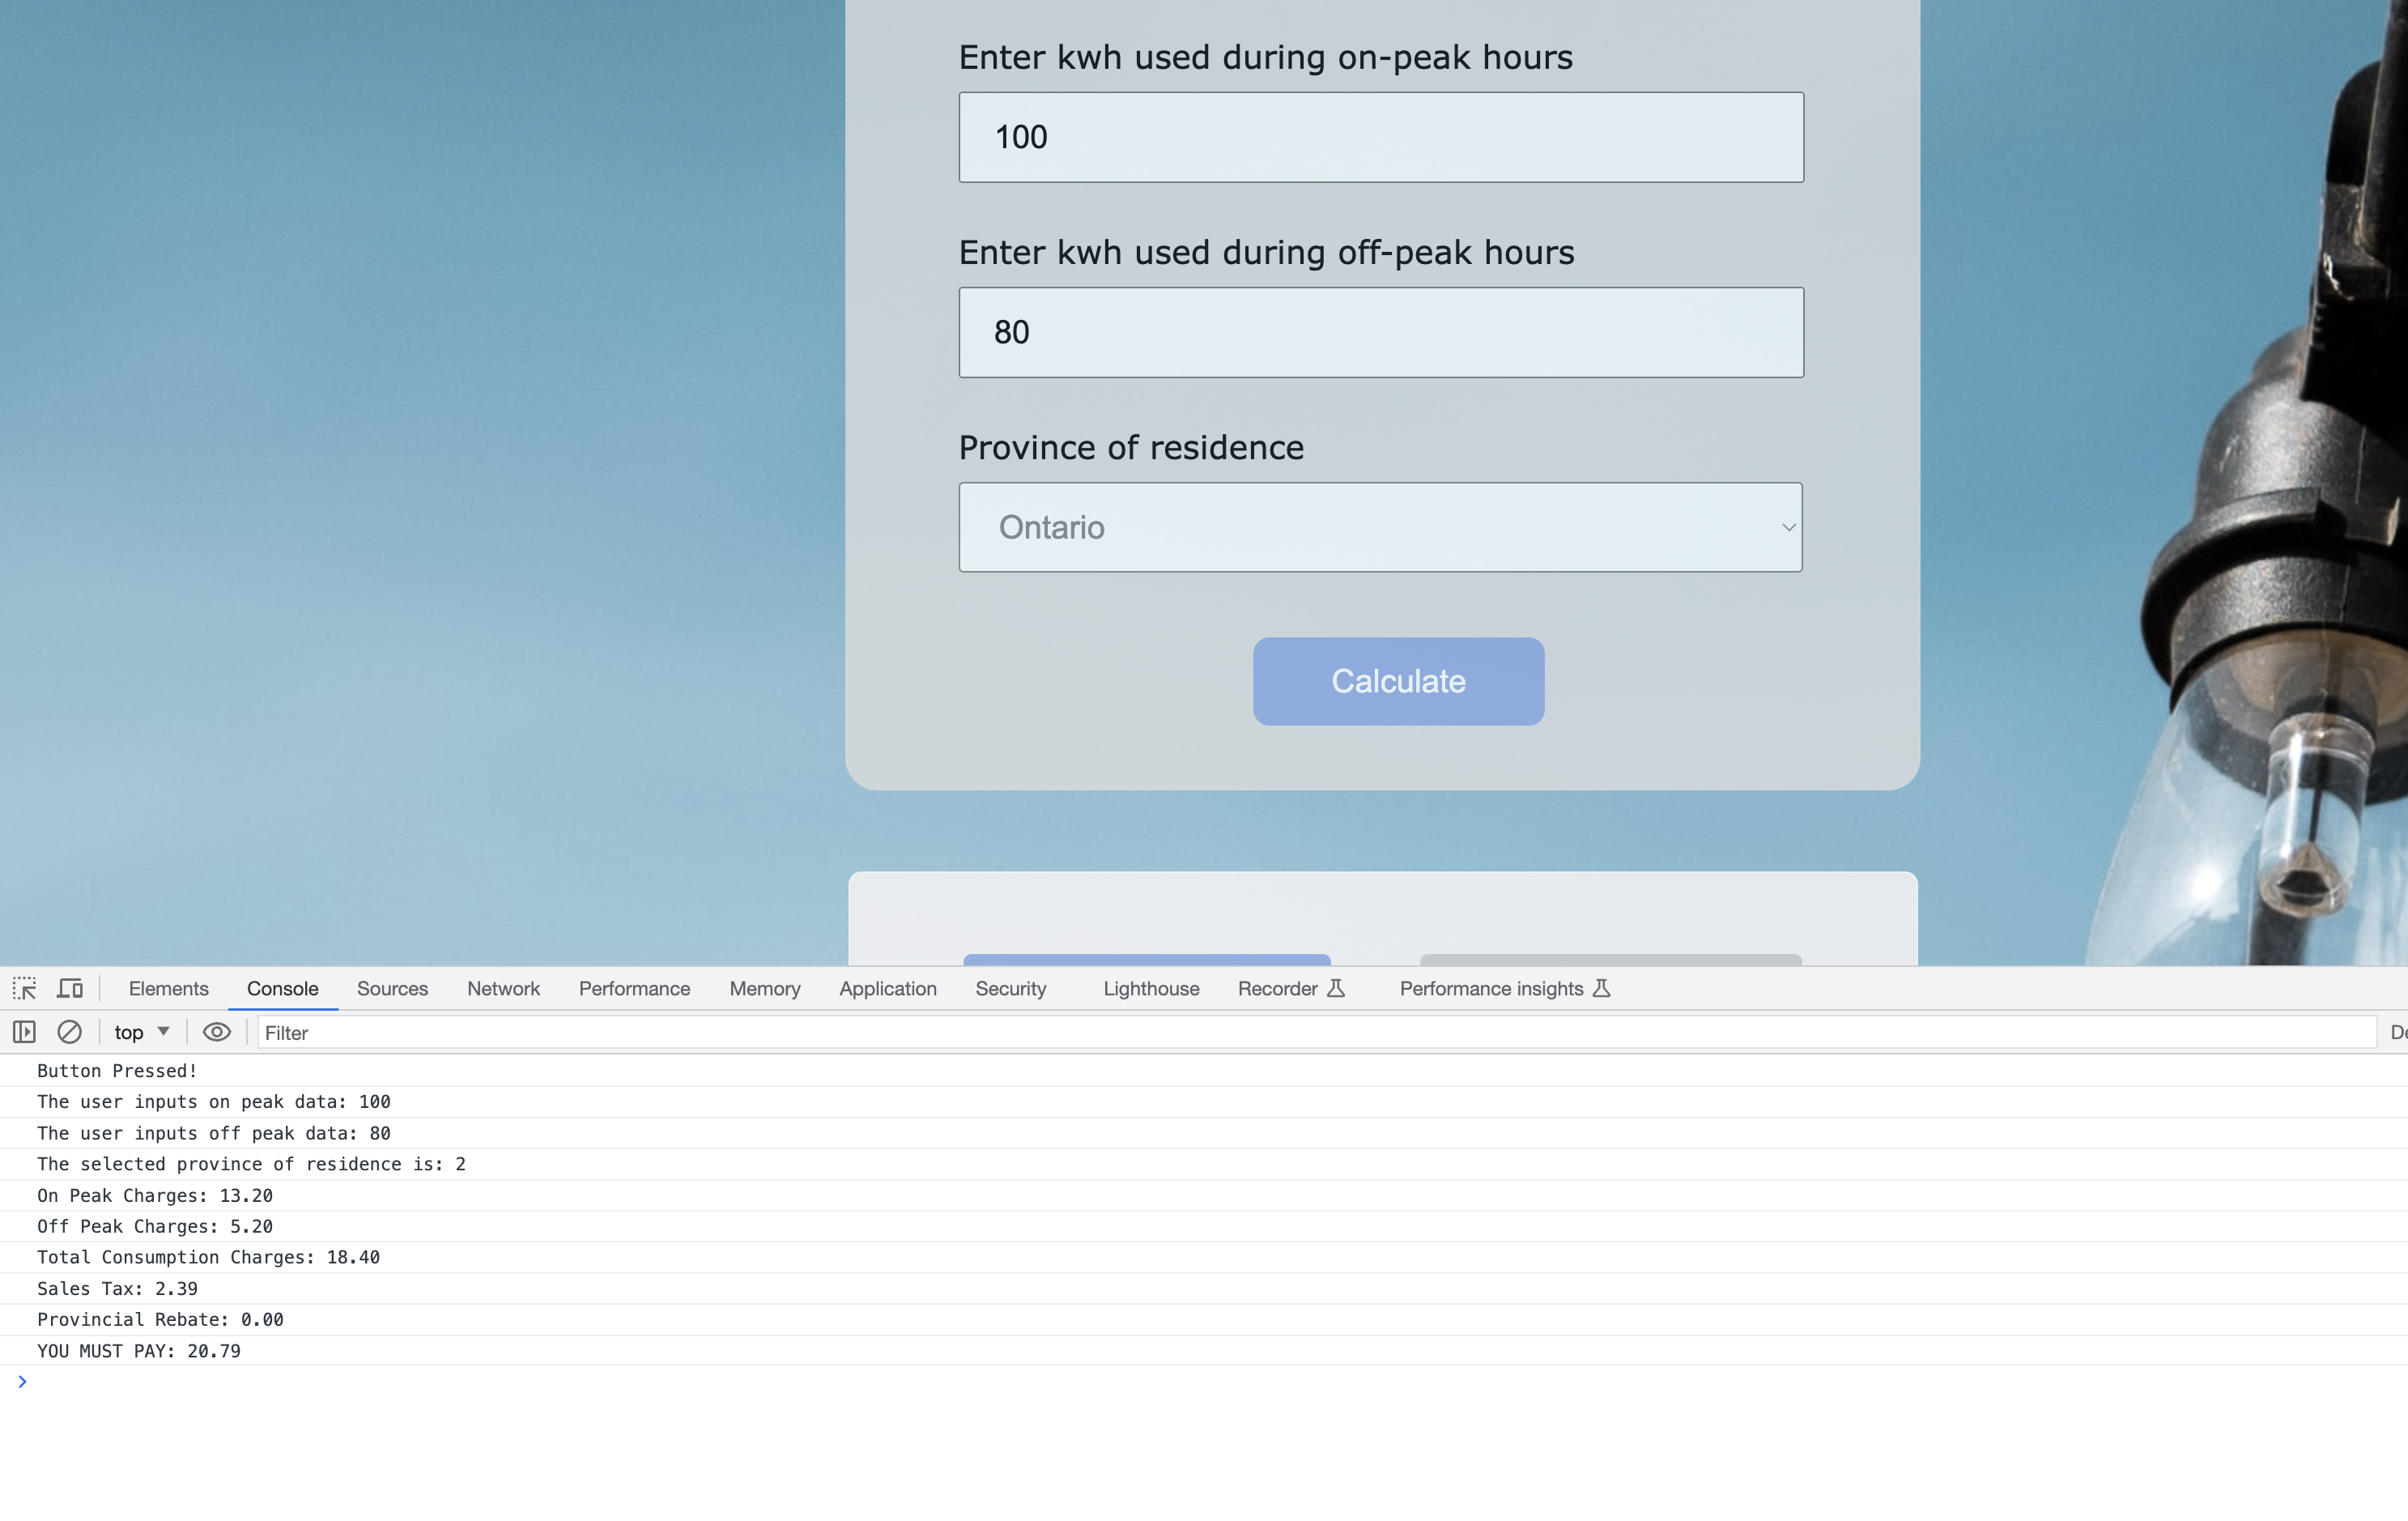 Enter kwh used during on-peak hours
100
Enter kwh used during off-peak hours
80
Province of residence
Ontario
Calculate
Elements Console Sources Network Performance Memory Application Security Lighthouse Recorder Performance insights
top Filter
Button Pressed!
The user inputs on peak data: 100
The user inputs off peak data: 80
The selected province of residence is: 2
On Peak Charges: 13.20
Off Peak Charges: 5.20
Total Consumption Charges: 18.40
Sales Tax: 2.39
Provincial Rebate: 0.00
YOU MUST PAY: 20.79